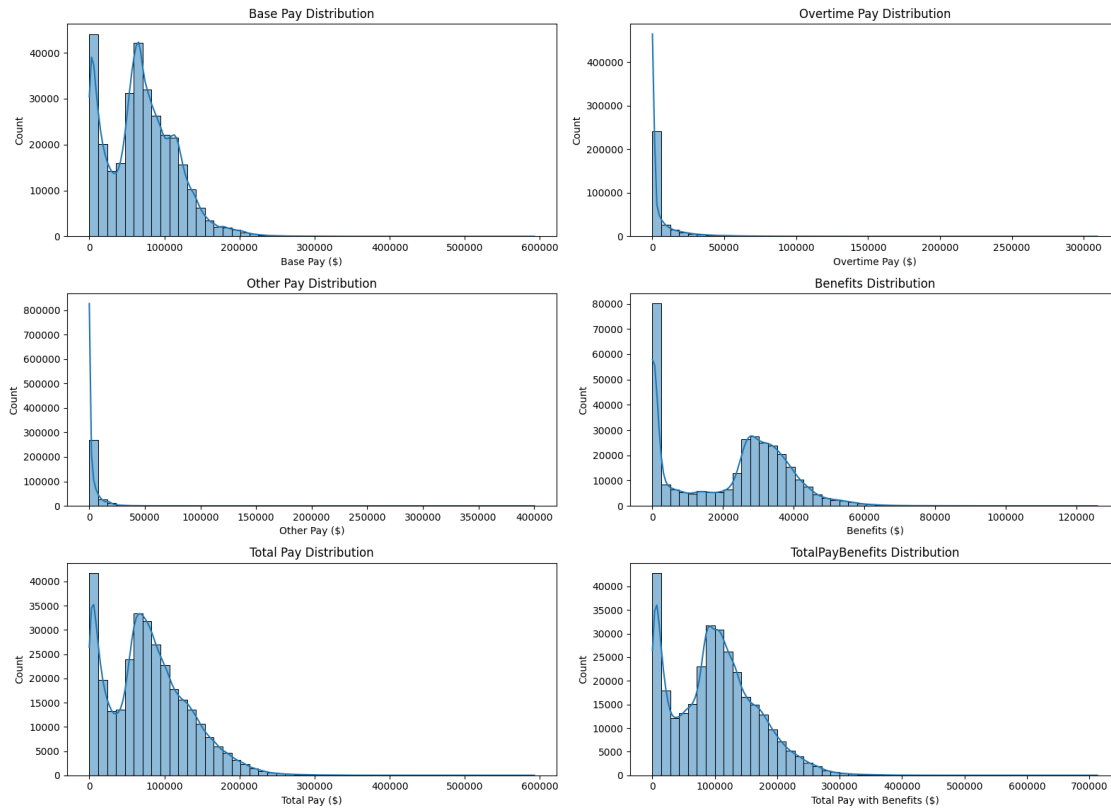 Base Pay Distribution
Count
40000
30000
20000
10000
0
0 100000 200000 300000 400000 500000 600000
Base Pay ($)
Overtime Pay Distribution
Count
400000
300000
200000
100000
0
0 50000 100000 150000 200000 250000 300000
Overtime Pay ($)
Other Pay Distribution
Count
800000
700000
600000
500000
400000
300000
200000
100000
0
0 50000 100000 150000 200000 250000 300000 350000 400000
Other Pay ($)
Benefits Distribution
Count
80000
70000
60000
50000
40000
30000
20000
10000
0
0 20000 40000 60000 80000 100000 120000
Benefits ($)
Total Pay Distribution
Count
40000
35000
30000
25000
20000
15000
10000
5000
0
0 100000 200000 300000 400000 500000 600000
Total Pay ($)
TotalPayBenefits Distribution
Count
40000
35000
30000
25000
20000
15000
10000
5000
0
0 100000 200000 300000 400000 500000 600000 700000
Total Pay with Benefits ($)